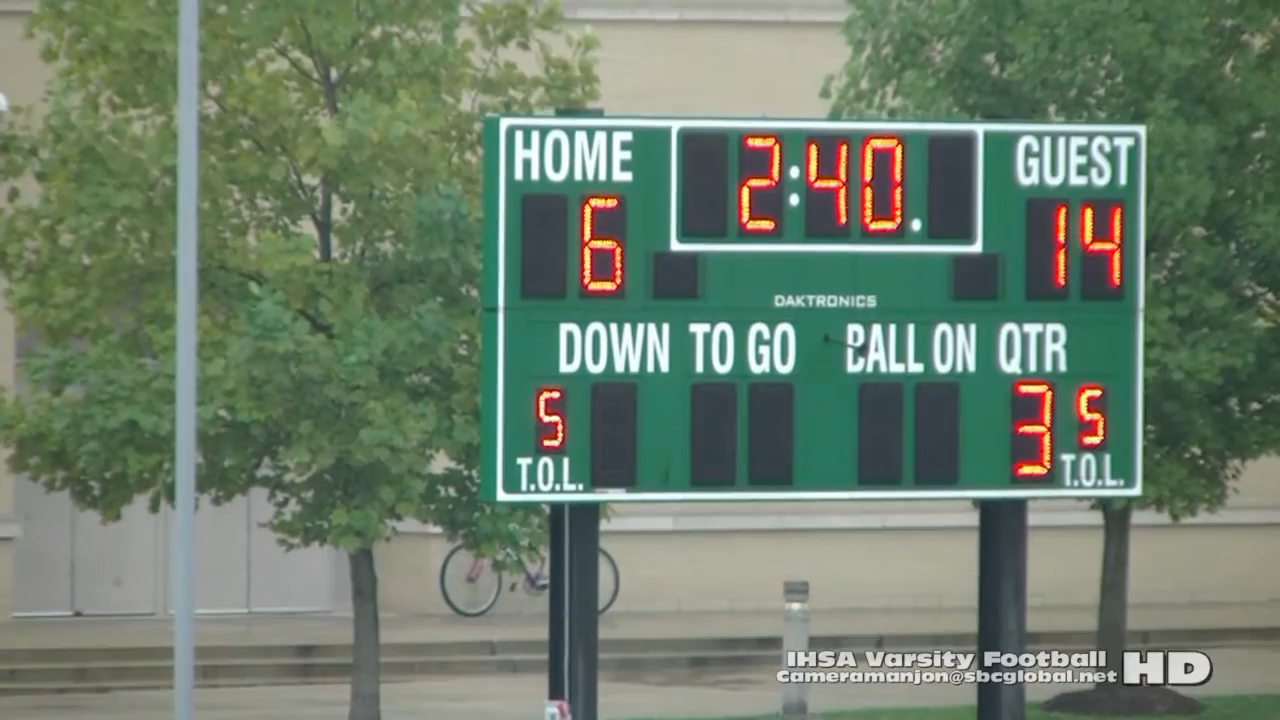 HOME 2:40. GUEST
6 14
DAKTRONICS
DOWN TO GO BALL ON QTR
5 3 5
T.O.L. T.O.L.
IHSA Varsity Football HD
cameramanjon@sbcglobal.net